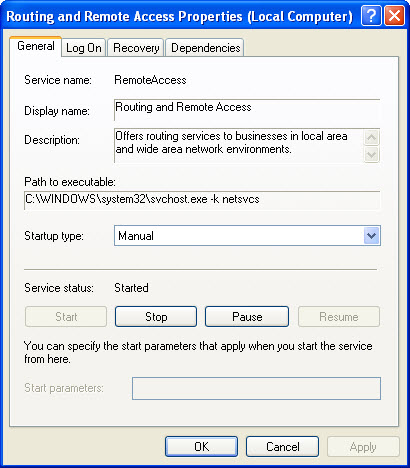 Routing and Remote Access Properties (Local Computer)
General Log On Recovery Dependencies
Service name: RemoteAccess
Display name: Routing and Remote Access
Description: Offers routing services to businesses in local area
and wide area network environments.
Path to executable:
C:\WINDOWS\system32\svchost.exe -k netsvcs
Startup type: Manual
Service status: Started
Start Stop Pause Resume
You can specify the start parameters that apply when you start the service
from here.
Start parameters:
OK Cancel Apply